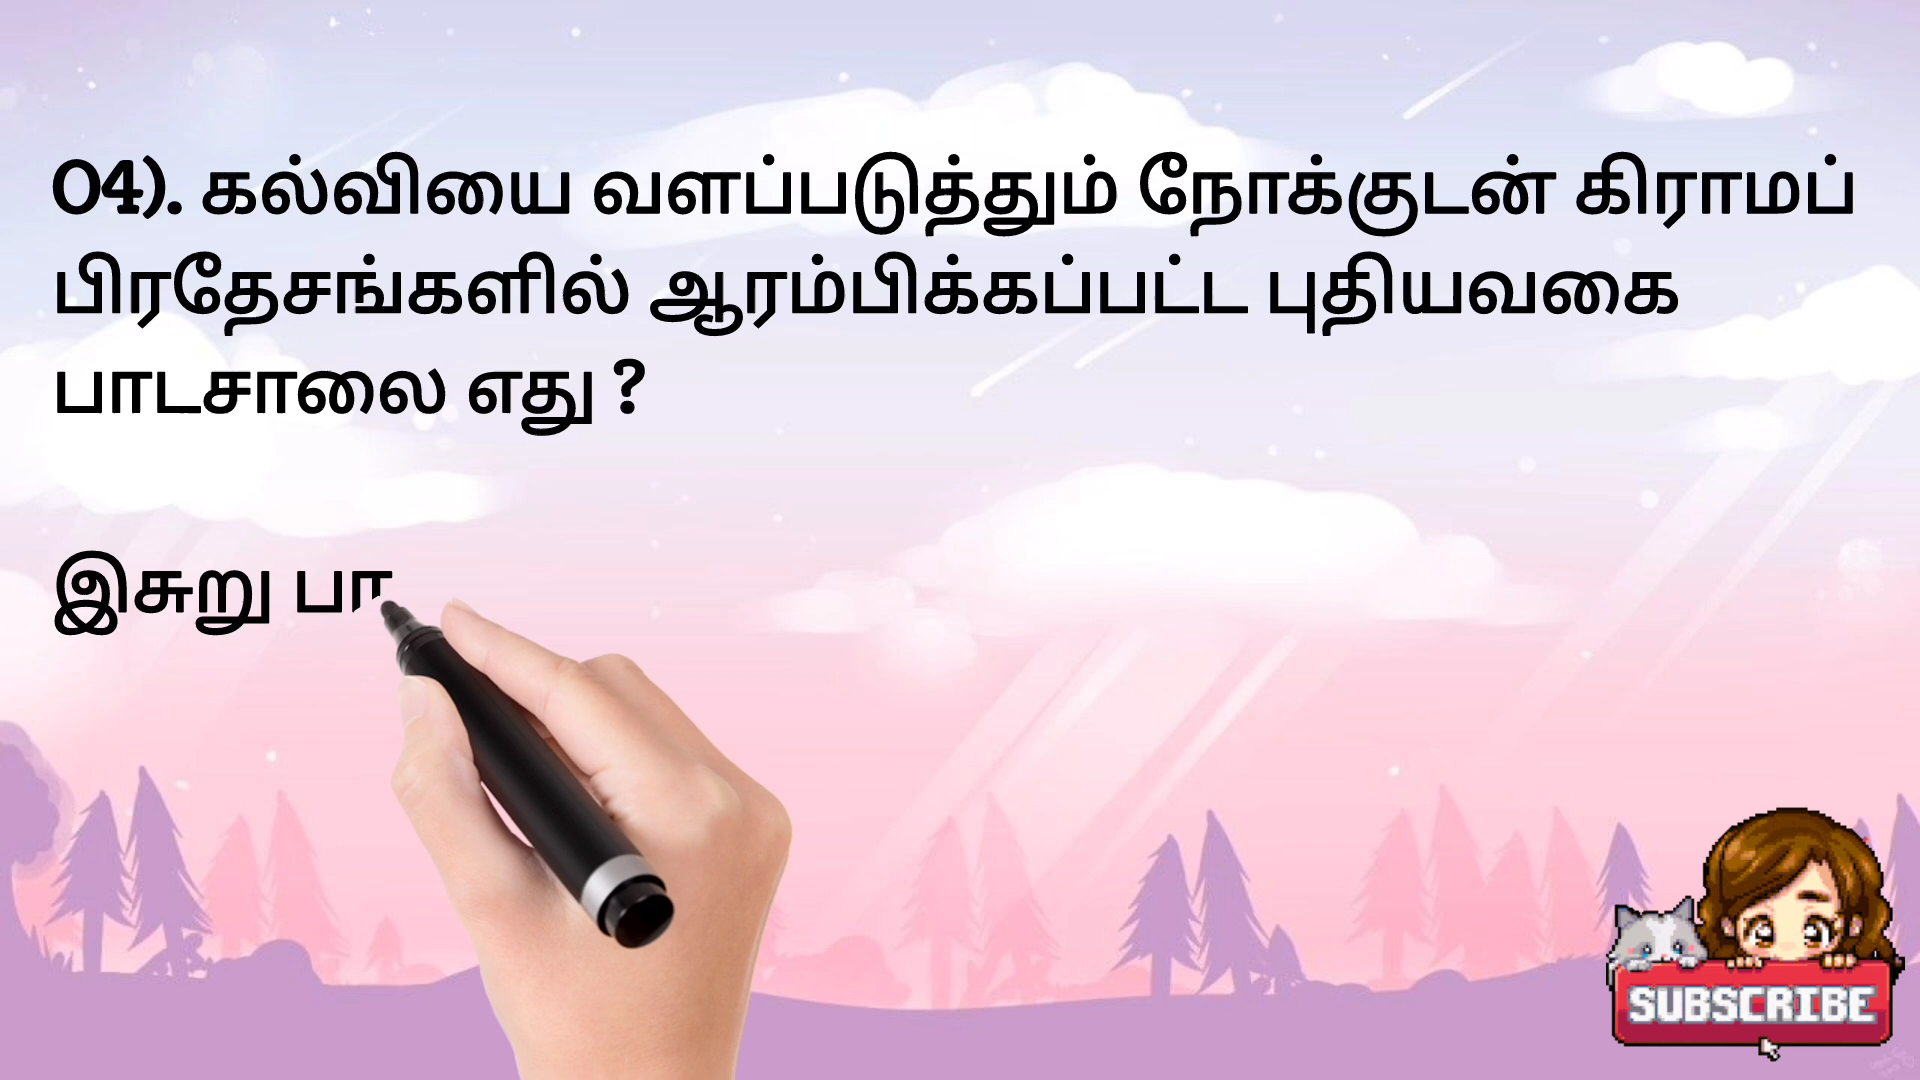 04). கல்வியை வளப்படுத்தும் நோக்குடன் கிராமப்
பிரதேசங்களில் ஆரம்பிக்கப்பட்ட புதியவகை
பாடசாலை எது ?
இசுறு பா
SUBSCRIBE